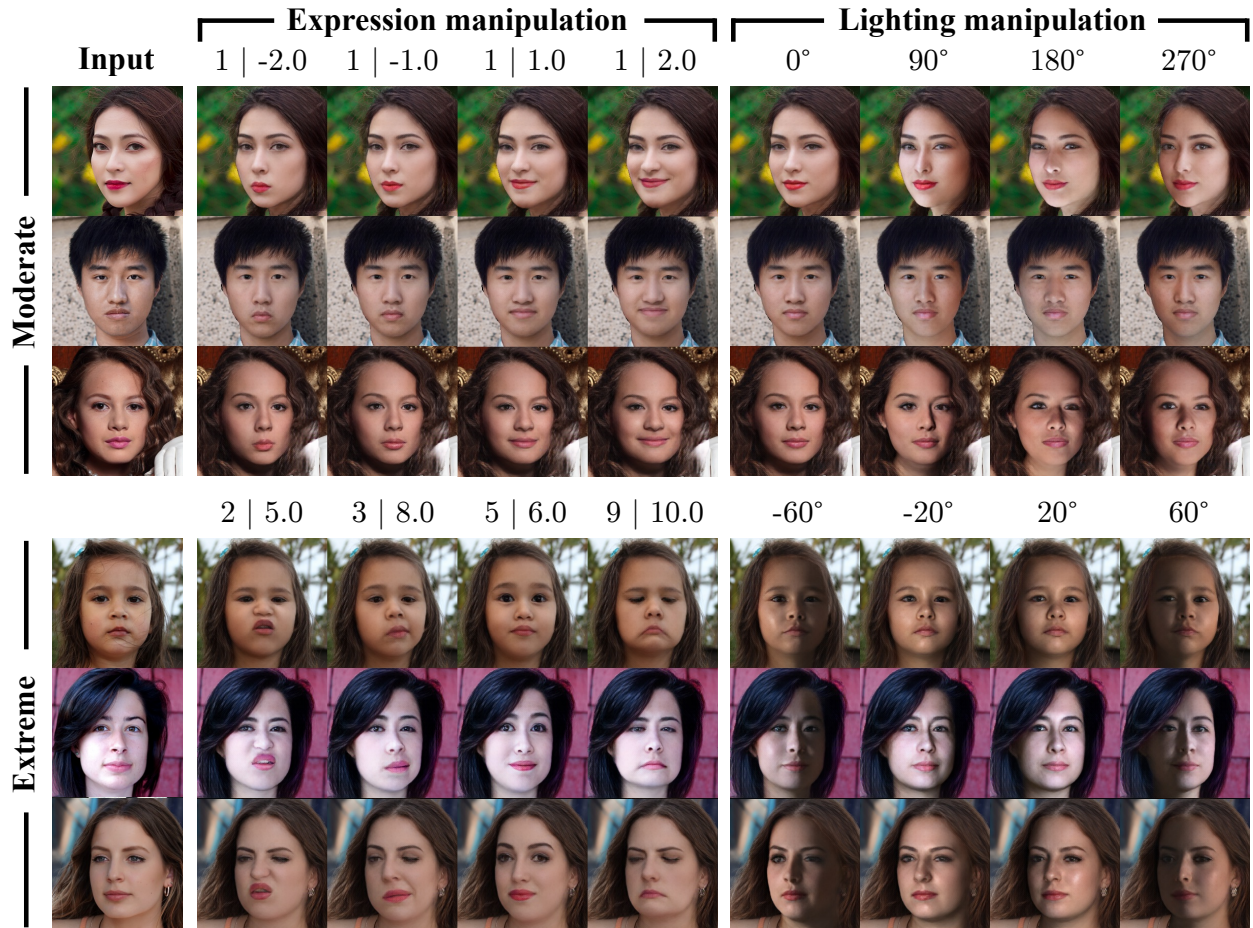 Expression manipulation Lighting manipulation
Input 1 | -2.0 1 | -1.0 1 | 1.0 1 | 2.0 0° 90° 180° 270°
Moderate
2 | 5.0 3 | 8.0 5 | 6.0 9 | 10.0 -60° -20° 20° 60°
Extreme